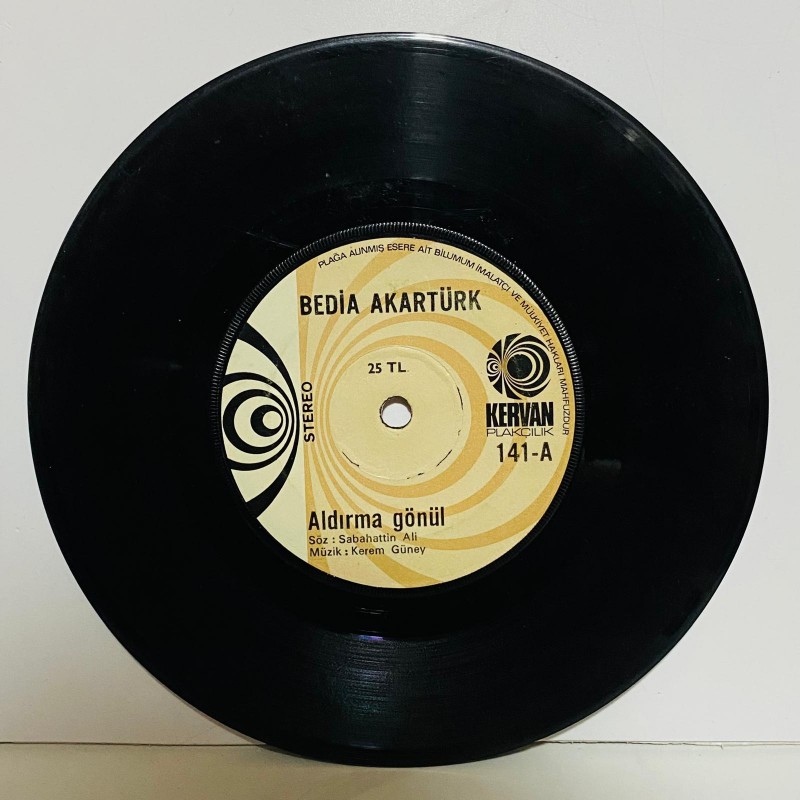 PLAĞA ALINMIŞ ESERE AİT BİLUMUM İMALATÇI VE MÜLKİYET HAKLARI MAHFUZDUR
BEDİA AKARTÜRK
25 TL.
STEREO
KERVAN
PLAKÇILIK
141-A
Aldırma gönül
Söz : Sabahattin Ali
Müzik : Kerem Güney